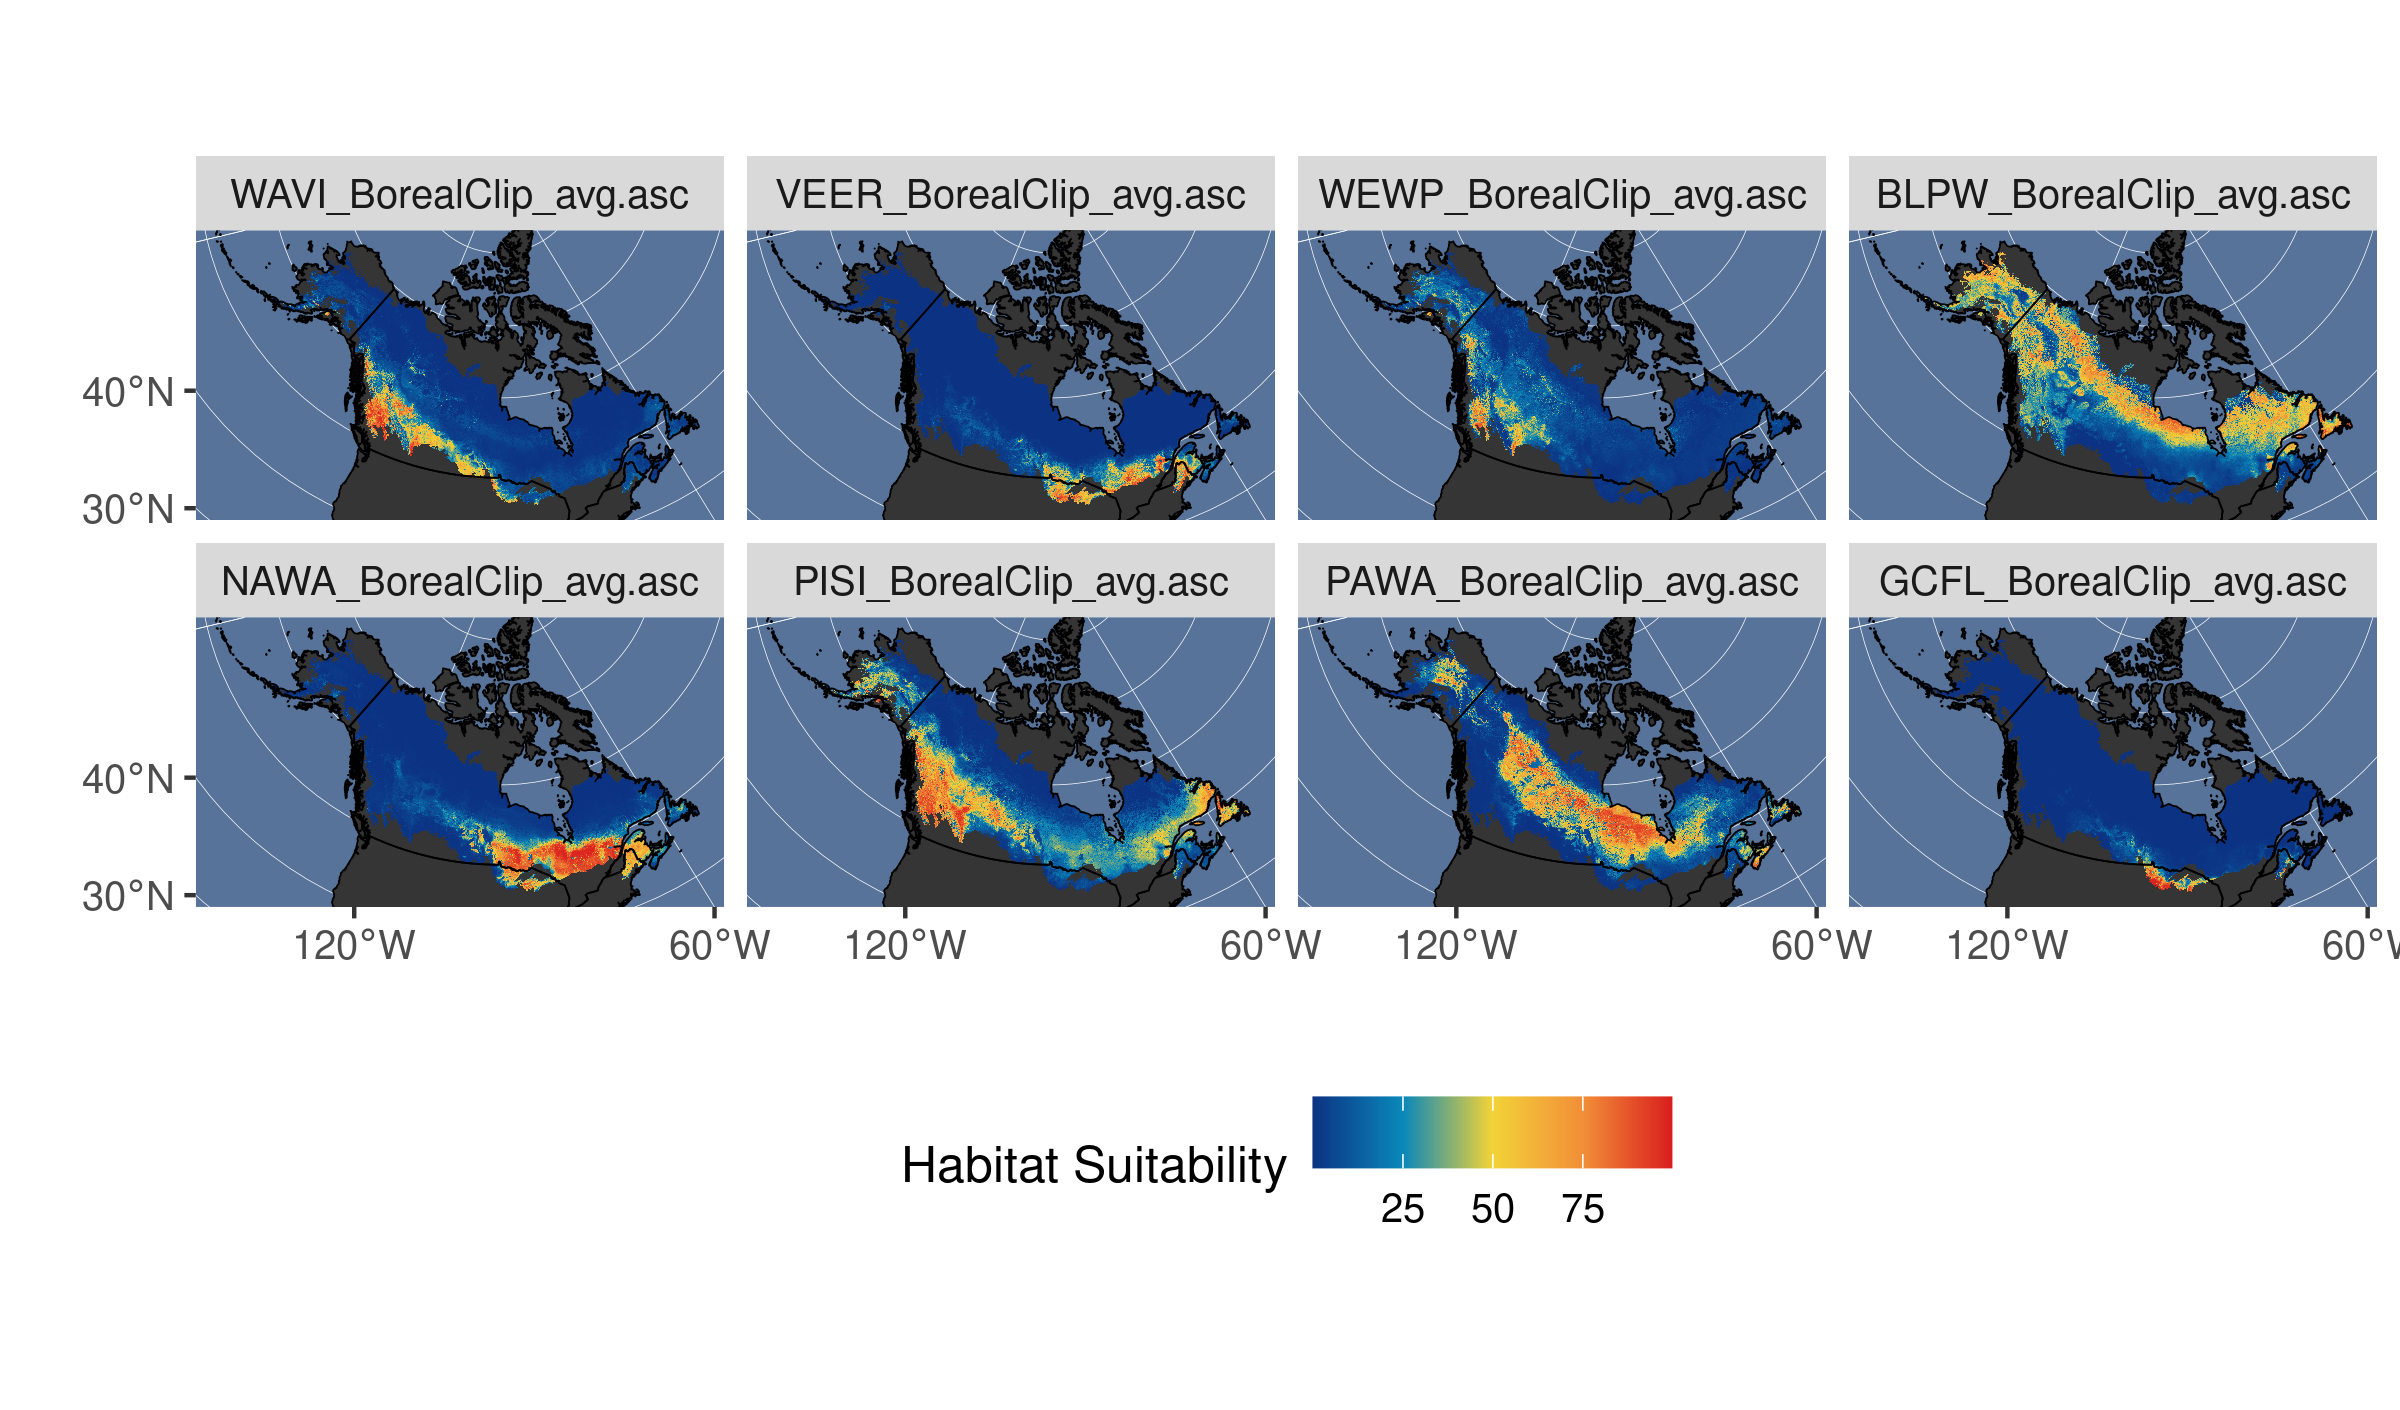 WAVI_BorealClip_avg.asc
VEER_BorealClip_avg.asc
WEWP_BorealClip_avg.asc
BLPW_BorealClip_avg.asc
40°N
30°N
NAWA_BorealClip_avg.asc
PISI_BorealClip_avg.asc
PAWA_BorealClip_avg.asc
GCFL_BorealClip_avg.asc
40°N
30°N
120°W
60°W
120°W
60°W
120°W
60°W
120°W
60°W
Habitat Suitability
25
50
75